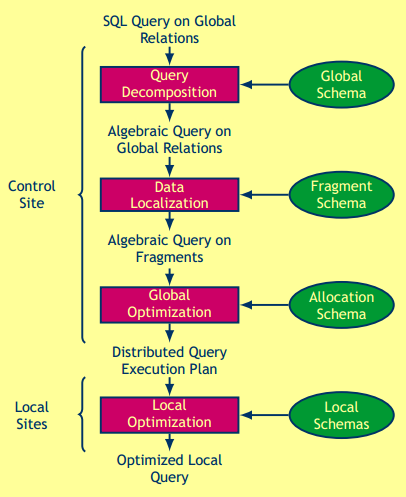 SQL Query on Global
Relations
Query
Decomposition
Global
Schema
Algebraic Query on
Global Relations
Control
Site
Data
Localization
Fragment
Schema
Algebraic Query on
Fragments
Global
Optimization
Allocation
Schema
Distributed Query
Execution Plan
Local
Sites
Local
Optimization
Local
Schemas
Optimized Local
Query